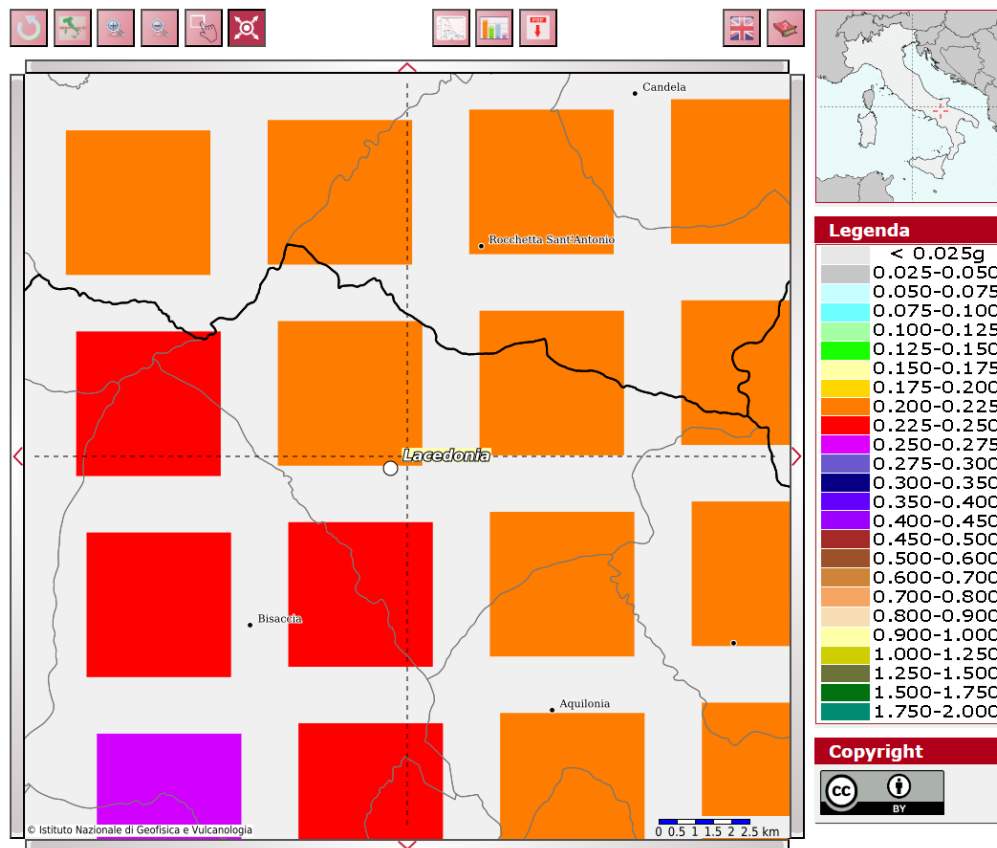 PDF
Candela
Rocchetta Sant'Antonio
Lacedonia
Bisaccia
Aquilonia
© Istituto Nazionale di Geofisica e Vulcanologia
0 0.5 1 1.5 2 2.5 km
Legenda
< 0.025g
0.025-0.050
0.050-0.075
0.075-0.100
0.100-0.125
0.125-0.150
0.150-0.175
0.175-0.200
0.200-0.225
0.225-0.250
0.250-0.275
0.275-0.300
0.300-0.350
0.350-0.400
0.400-0.450
0.450-0.500
0.500-0.600
0.600-0.700
0.700-0.800
0.800-0.900
0.900-1.000
1.000-1.250
1.250-1.500
1.500-1.750
1.750-2.000
Copyright
cc
BY